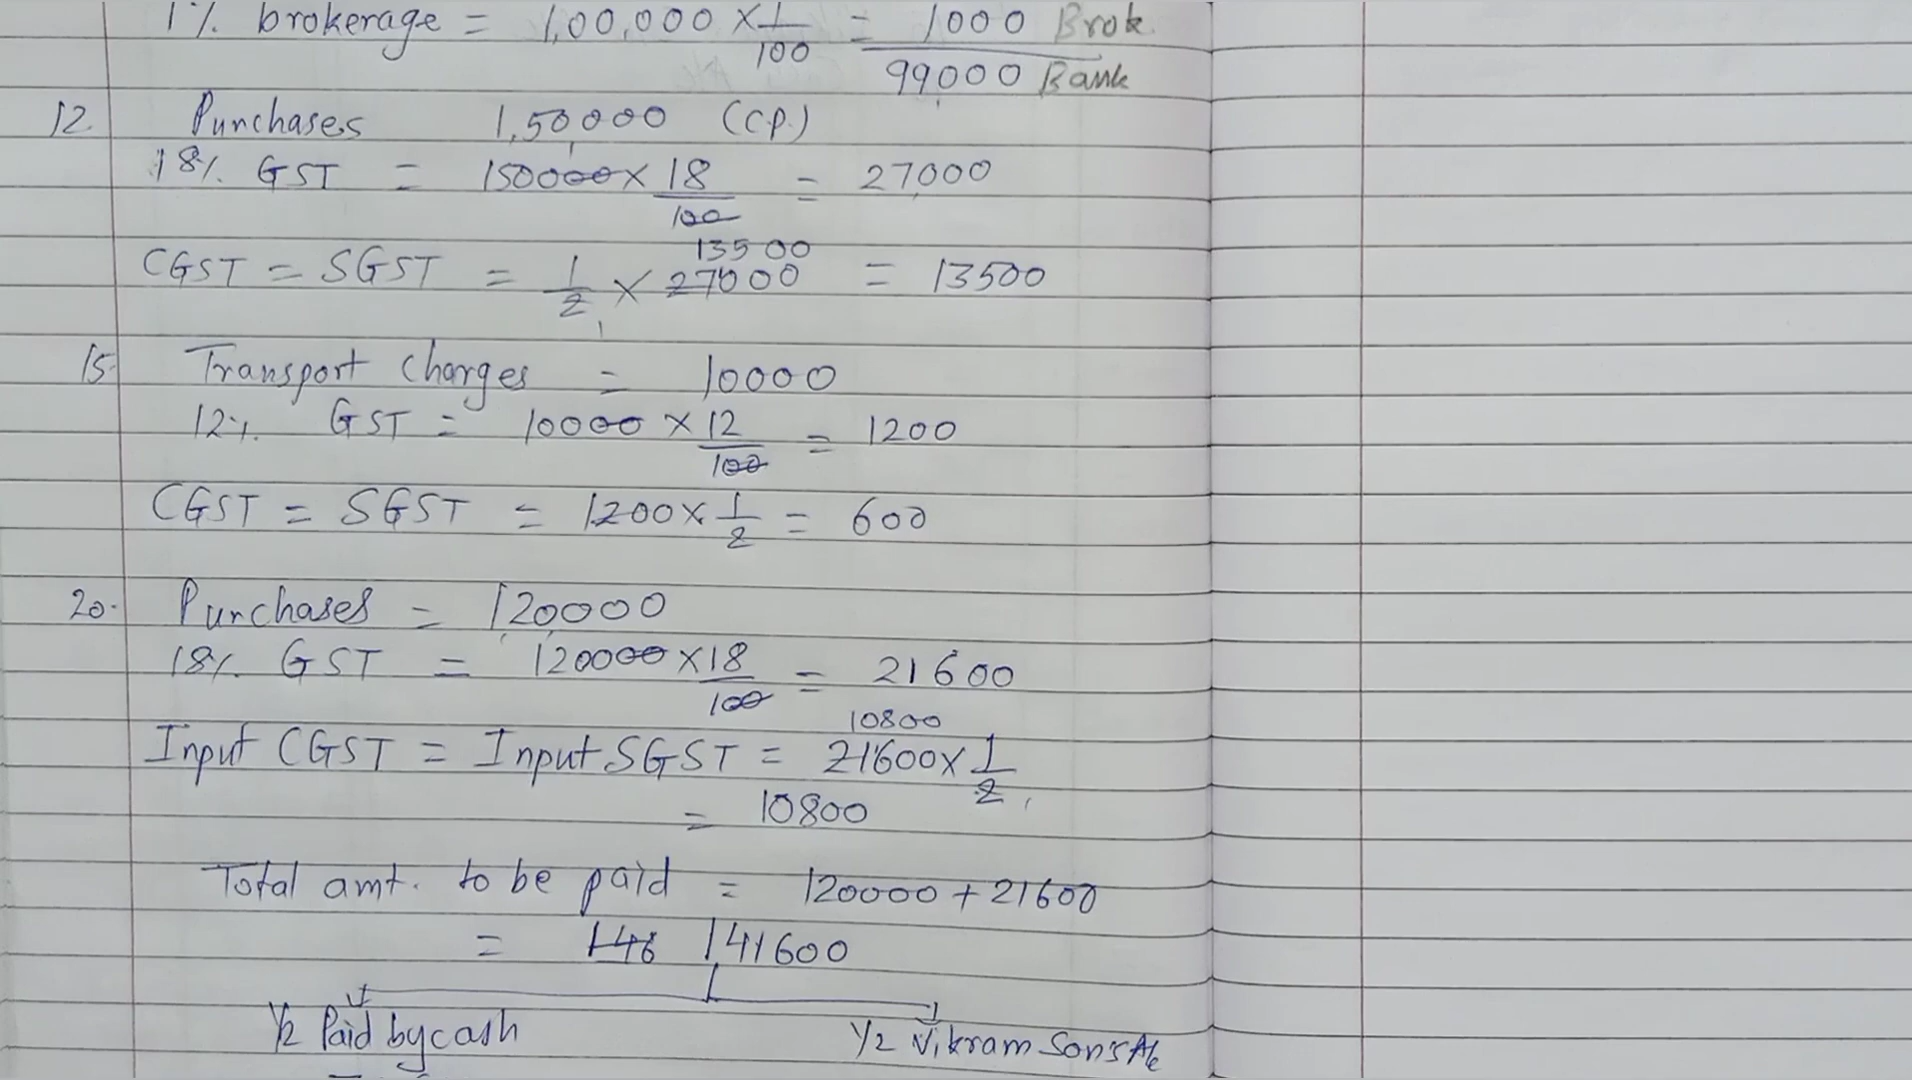 1% brokerage = 1,00,000 × 1/100 = 1000 Brok.
99000 Bank
12. Purchases 1,50000 (C.P.)
18% GST = 150000 × 18/100 = 27000
13500
CGST = SGST = 1/2 × 27000 = 13500
15. Transport Charges = 10000
12% GST = 10000 × 12/100 = 1200
CGST = SGST = 1200 × 1/2 = 600
20. Purchases = 120000
18% GST = 120000 × 18/100 = 21600
10800
Input CGST = Input SGST = 21600 × 1/2
= 10800
Total amt. to be paid = 120000 + 21600
= 146 141600
1/2 Paid by cash 1/2 Vikram Sons A/c